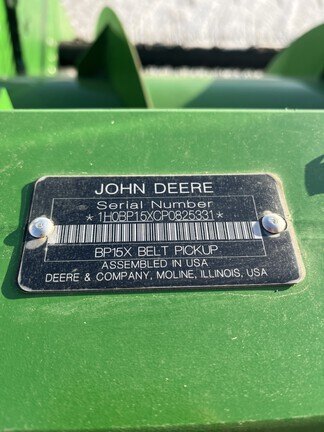 JOHN DEERE
Serial Number
*1H0BP15XCP0825331*
BP15X BELT PICKUP
ASSEMBLED IN USA
DEERE & COMPANY, MOLINE, ILLINOIS, USA